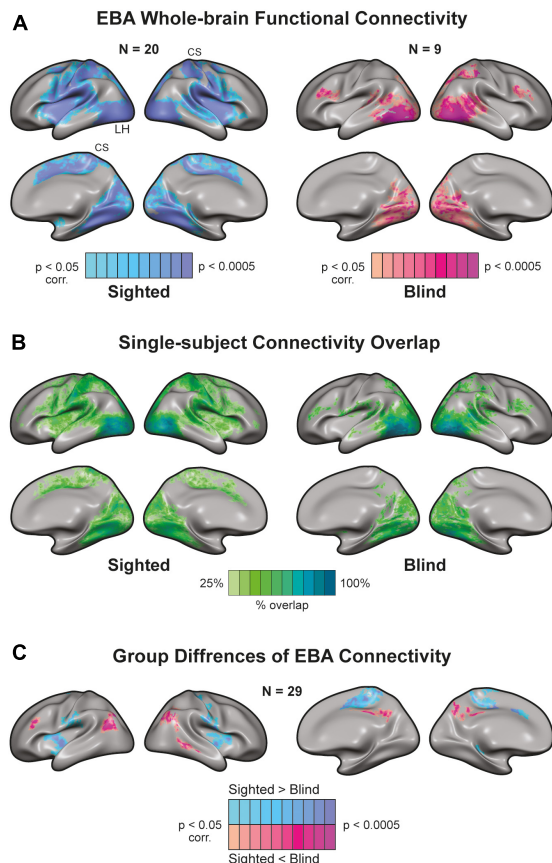 A
EBA Whole-brain Functional Connectivity
N = 20
CS
N = 9
LH
CS
p < 0.05
corr.
p < 0.0005
Sighted
p < 0.05
corr.
p < 0.0005
Blind
B
Single-subject Connectivity Overlap
Sighted
Blind
25%
100%
% overlap
C
Group Diffrences of EBA Connectivity
N = 29
Sighted > Blind
p < 0.05
corr.
p < 0.0005
Sighted < Blind